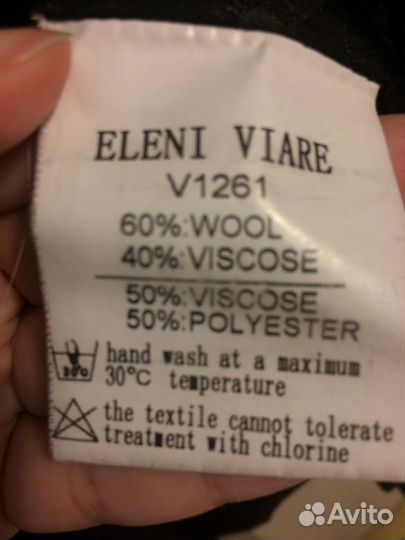 ELENI VIARE
V1261
60%:WOOL
40%:VISCOSE
50%:VISCOSE
50%:POLYESTER
hand wash at a maximum
30°C temperature
the textile cannot tolerate
treatment with chlorine
Avito